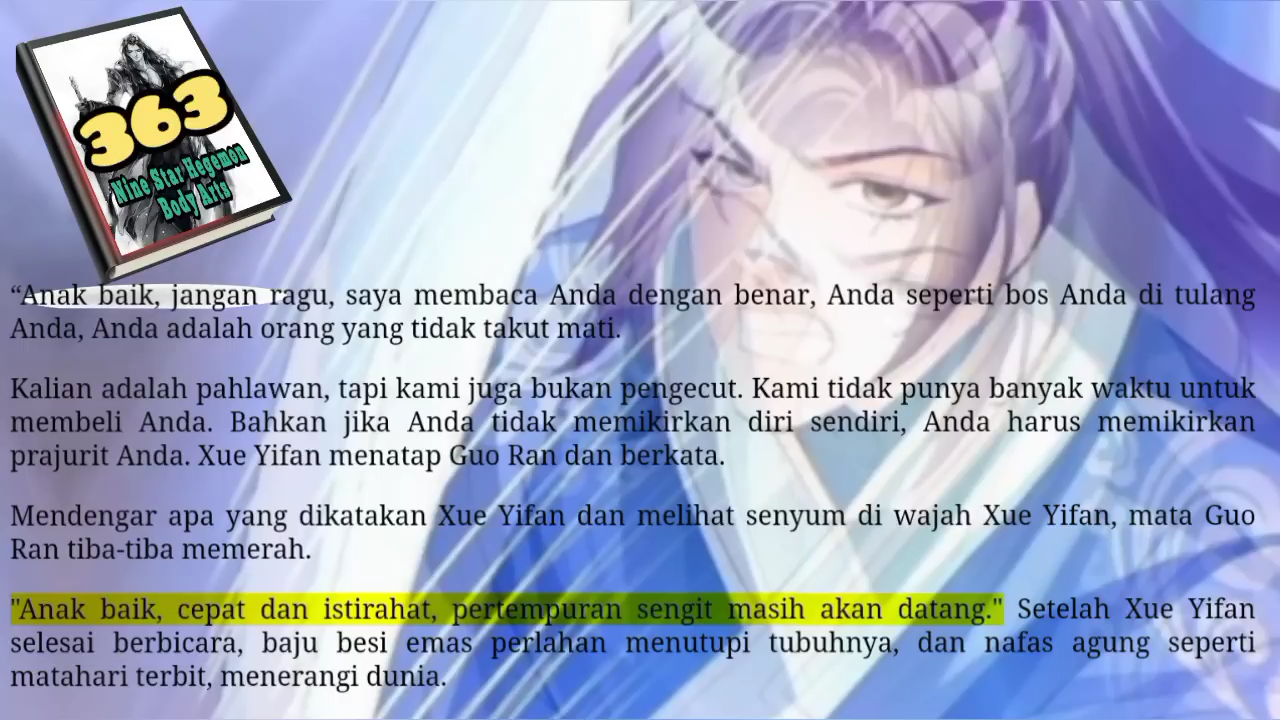 363
Nine Star Hegemon
Body Arts
“Anak baik, jangan ragu, saya membaca Anda dengan benar, Anda seperti bos Anda di tulang
Anda, Anda adalah orang yang tidak takut mati.
Kalian adalah pahlawan, tapi kami juga bukan pengecut. Kami tidak punya banyak waktu untuk
membeli Anda. Bahkan jika Anda tidak memikirkan diri sendiri, Anda harus memikirkan
prajurit Anda. Xue Yifan menatap Guo Ran dan berkata.
Mendengar apa yang dikatakan Xue Yifan dan melihat senyum di wajah Xue Yifan, mata Guo
Ran tiba-tiba memerah.
"Anak baik, cepat dan istirahat, pertempuran sengit masih akan datang." Setelah Xue Yifan
selesai berbicara, baju besi emas perlahan menutupi tubuhnya, dan nafas agung seperti
matahari terbit, menerangi dunia.